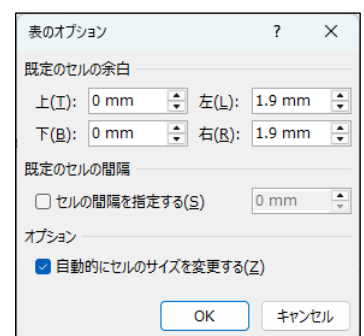 表のオプション ? ×
既定のセルの余白
上(T): 0 mm 左(L): 1.9 mm
下(B): 0 mm 右(R): 1.9 mm
既定のセルの間隔
セルの間隔を指定する(S) 0 mm
オプション
自動的にセルのサイズを変更する(Z)
OK キャンセル